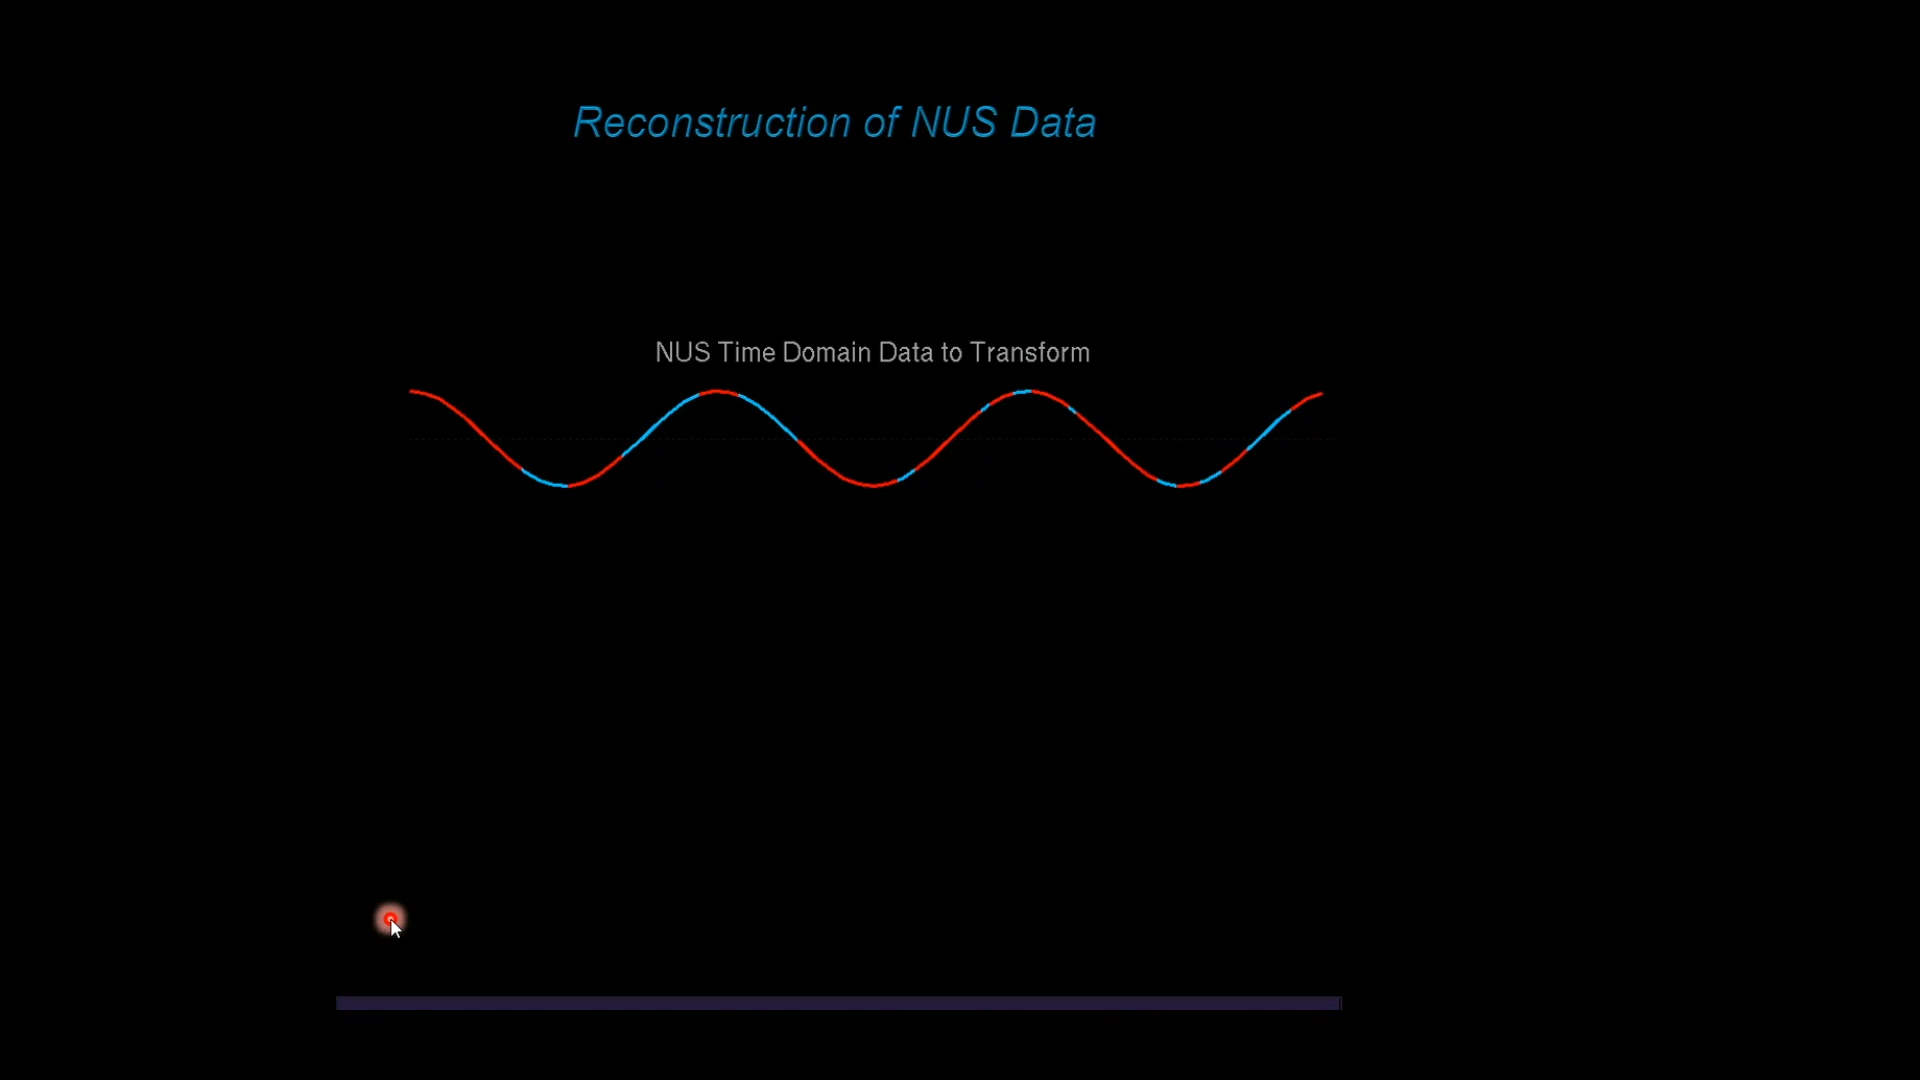 Reconstruction of NUS Data
NUS Time Domain Data to Transform